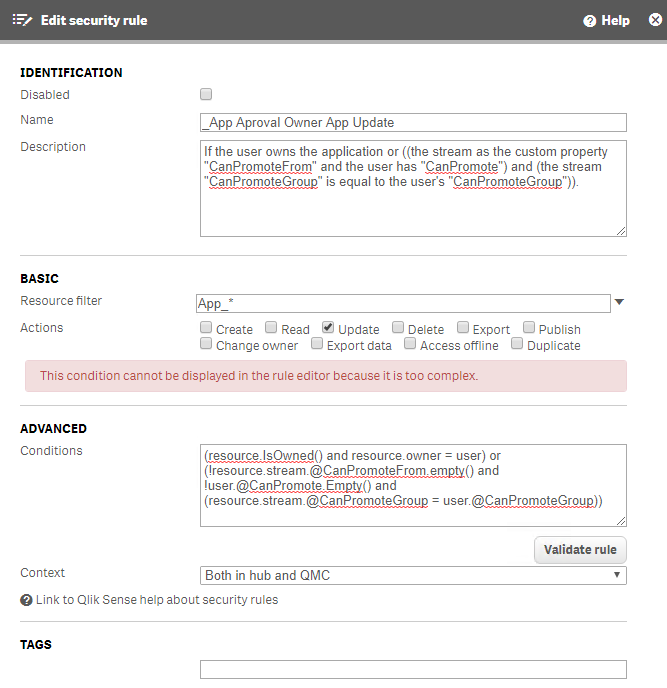 Edit security rule
Help
IDENTIFICATION
Disabled
Name
_App Aproval Owner App Update
Description
If the user owns the application or ((the stream as the custom property
"CanPromoteFrom" and the user has "CanPromote") and (the stream
"CanPromoteGroup" is equal to the user's "CanPromoteGroup")).
BASIC
Resource filter
App_*
Actions
Create Read Update Delete Export Publish
Change owner Export data Access offline Duplicate
This condition cannot be displayed in the rule editor because it is too complex.
ADVANCED
Conditions
(resource.IsOwned() and resource.owner = user) or
(!resource.stream.@CanPromoteFrom.empty() and
!user.@CanPromote.Empty() and
(resource.stream.@CanPromoteGroup = user.@CanPromoteGroup))
Validate rule
Context
Both in hub and QMC
Link to Qlik Sense help about security rules
TAGS